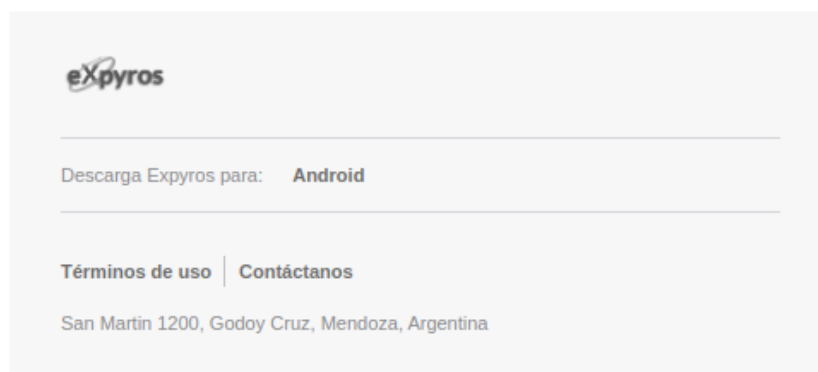 eXpyros
Descarga Expyros para: Android
Términos de uso Contáctanos
San Martin 1200, Godoy Cruz, Mendoza, Argentina